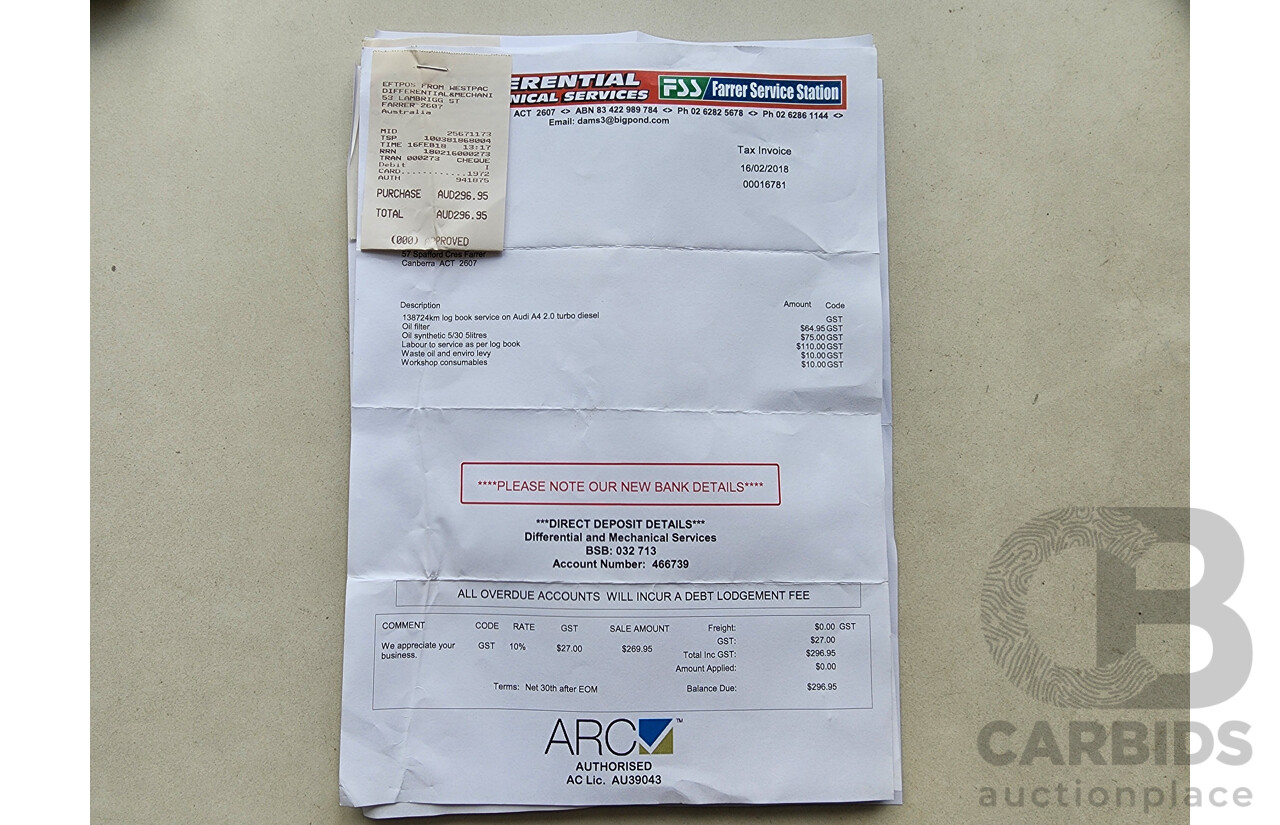 EFTPOS FROM WESTPAC
DIFFERENTIAL&MECHANI
53 LAMBRIGG ST
FARRER 2607
Australia
MID 25671173
TSP 100381868004
TIME 16FEB18 13:17
RRN 180216000273
TRAN 000273 CHEQUE
Debit I
CARD............1972
AUTH 941875
PURCHASE AUD296.95
TOTAL AUD296.95
(000) APPROVED
ERENTIAL
NICAL SERVICES
FSS Farrer Service Station
ACT 2607 <> ABN 83 422 989 784 <> Ph 02 6282 5678 <> Ph 02 6286 1144 <>
Email: dams3@bigpond.com
Tax Invoice
16/02/2018
00016781
57 Spafford Cres Farrer
Canberra ACT 2607
Description Amount Code
138724km log book service on Audi A4 2.0 turbo diesel GST
Oil filter $64.95 GST
Oil synthetic 5/30 5litres $75.00 GST
Labour to service as per log book $110.00 GST
Waste oil and enviro levy $10.00 GST
Workshop consumables $10.00 GST
****PLEASE NOTE OUR NEW BANK DETAILS****
***DIRECT DEPOSIT DETAILS***
Differential and Mechanical Services
BSB: 032 713
Account Number: 466739
ALL OVERDUE ACCOUNTS WILL INCUR A DEBT LODGEMENT FEE
COMMENT CODE RATE GST SALE AMOUNT Freight: $0.00 GST
We appreciate your business. GST 10% $27.00 $269.95 GST: $27.00
Total Inc GST: $296.95
Amount Applied: $0.00
Terms: Net 30th after EOM Balance Due: $296.95
ARC ™
AUTHORISED
AC Lic. AU39043
CB
CARBIDS
auctionplace